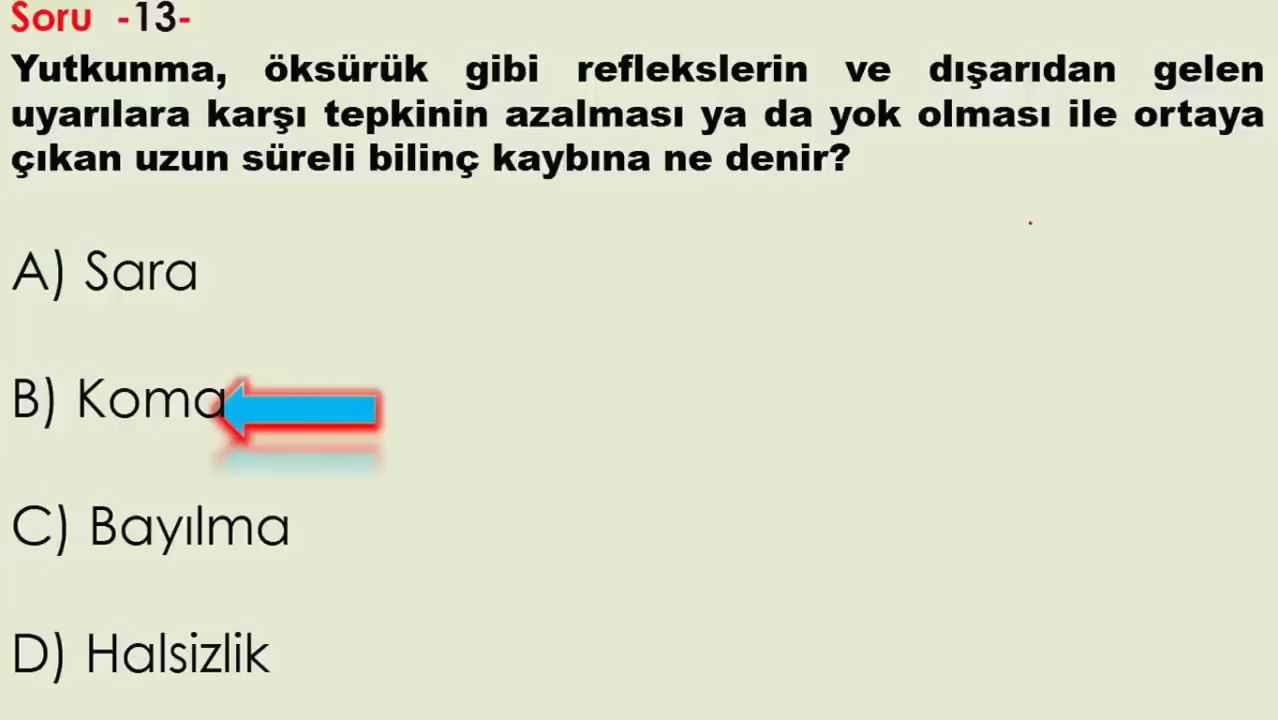 Soru -13-
Yutkunma, öksürük gibi reflekslerin ve dışarıdan gelen
uyarılara karşı tepkinin azalması ya da yok olması ile ortaya
çıkan uzun süreli bilinç kaybına ne denir?
A) Sara
B) Koma
C) Bayılma
D) Halsizlik